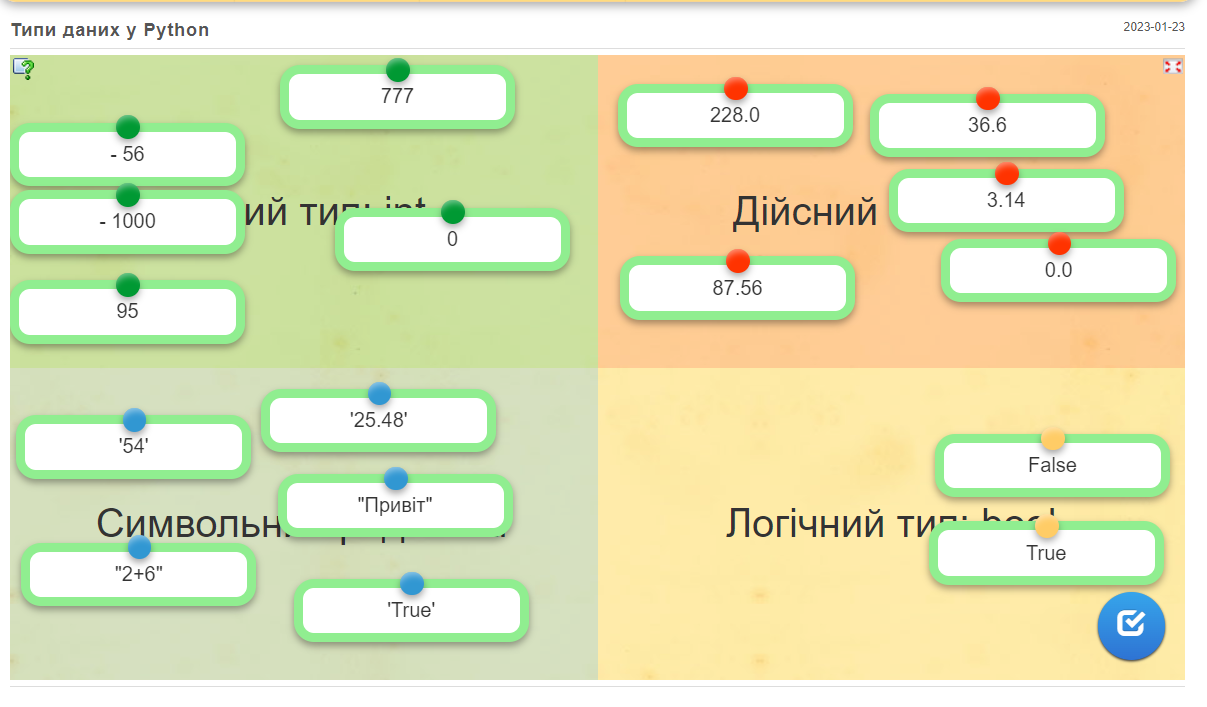 Типи даних у Python
2023-01-23
777
- 56
- 1000
ий тип: int
0
95
228.0
36.6
Дійсний
3.14
0.0
87.56
'25.48'
'54'
"Привіт"
Символьн
"2+6"
'True'
False
Логічний тип: bool
True